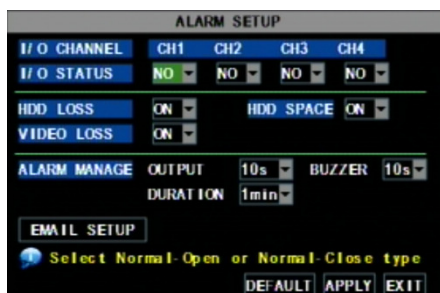 ALARM SETUP
I/O CHANNEL CH1 CH2 CH3 CH4
I/O STATUS NO NO NO NO
HDD LOSS ON HDD SPACE ON
VIDEO LOSS ON
ALARM MANAGE OUTPUT 10s BUZZER 10s
DURATION 1min
EMAIL SETUP
Select Normal-Open or Normal-Close type
DEFAULT APPLY EXIT